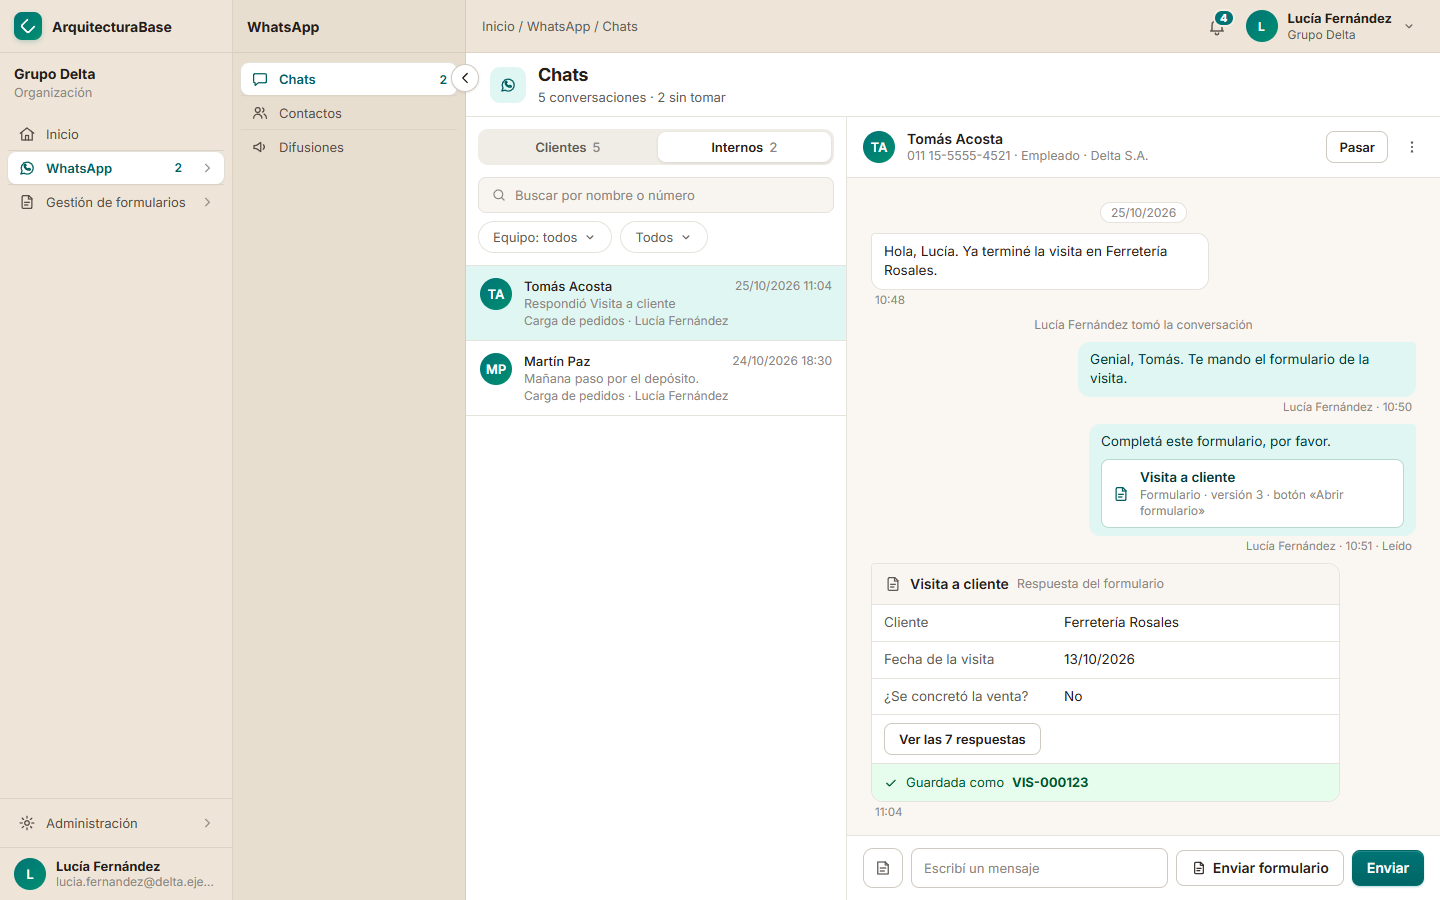 ArquitecturaBase
Grupo Delta
Organización
Inicio
WhatsApp 2
Gestión de formularios
Administración
L Lucía Fernández
lucia.fernandez@delta.eje...
WhatsApp
Chats 2
Contactos
Difusiones
Inicio / WhatsApp / Chats
4
L Lucía Fernández
Grupo Delta
Chats
5 conversaciones · 2 sin tomar
Clientes 5 Internos 2
Buscar por nombre o número
Equipo: todos Todos
TA Tomás Acosta 25/10/2026 11:04
Respondió Visita a cliente
Carga de pedidos · Lucía Fernández
MP Martín Paz 24/10/2026 18:30
Mañana paso por el depósito.
Carga de pedidos · Lucía Fernández
TA Tomás Acosta
011 15-5555-4521 · Empleado · Delta S.A.
Pasar
25/10/2026
Hola, Lucía. Ya terminé la visita en Ferretería
Rosales.
10:48
Lucía Fernández tomó la conversación
Genial, Tomás. Te mando el formulario de la
visita.
Lucía Fernández · 10:50
Completá este formulario, por favor.
Visita a cliente
Formulario · versión 3 · botón «Abrir
formulario»
Lucía Fernández · 10:51 · Leído
Visita a cliente Respuesta del formulario
Cliente Ferretería Rosales
Fecha de la visita 13/10/2026
¿Se concretó la venta? No
Ver las 7 respuestas
Guardada como VIS-000123
11:04
Escribí un mensaje
Enviar formulario
Enviar